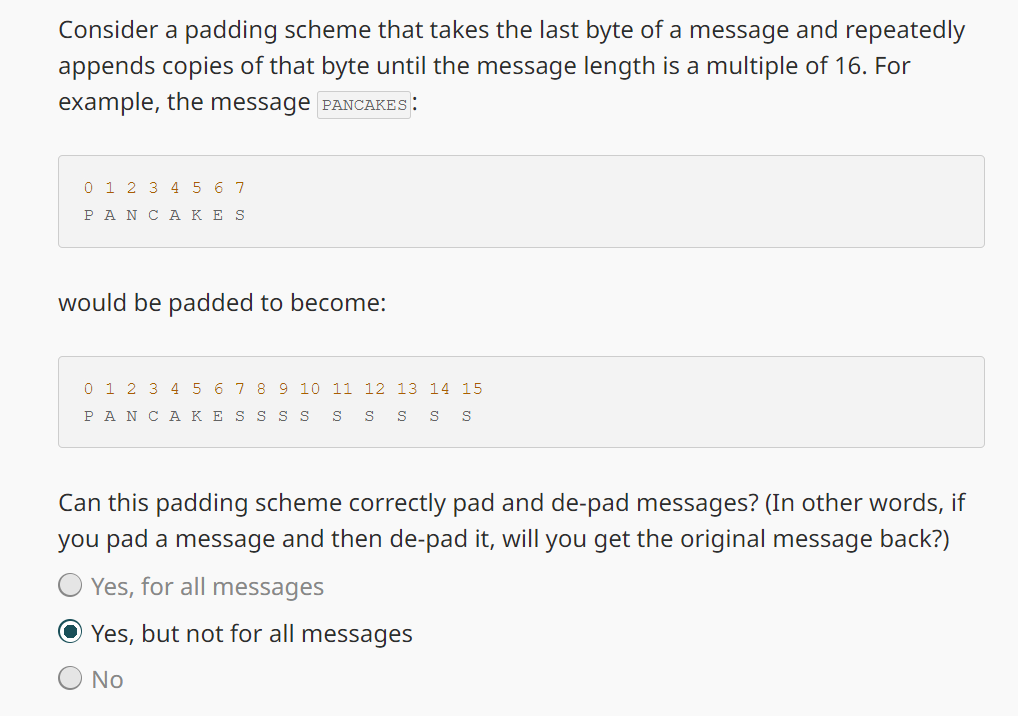 Consider a padding scheme that takes the last byte of a message and repeatedly
appends copies of that byte until the message length is a multiple of 16. For
example, the message PANCAKES:
0 1 2 3 4 5 6 7
P A N C A K E S
would be padded to become:
0 1 2 3 4 5 6 7 8 9 10 11 12 13 14 15
P A N C A K E S S S S S S S S S
Can this padding scheme correctly pad and de-pad messages? (In other words, if
you pad a message and then de-pad it, will you get the original message back?)
Yes, for all messages
Yes, but not for all messages
No